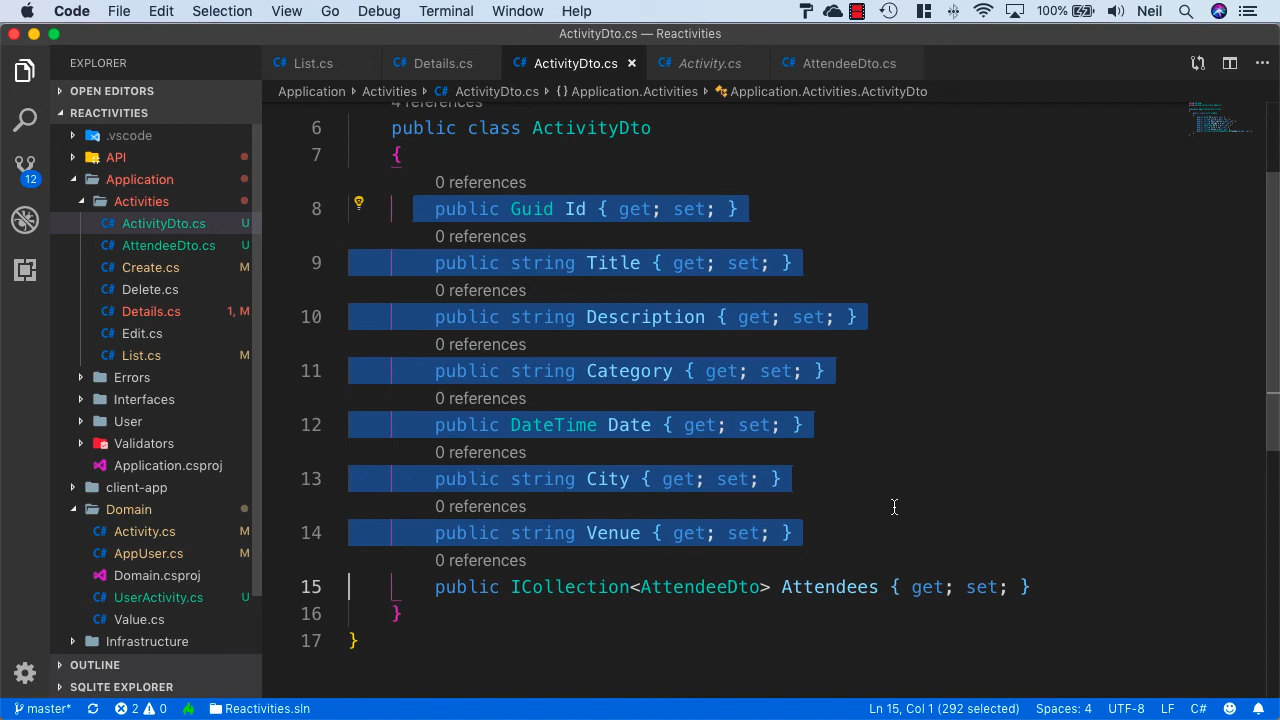 Code File Edit Selection View Go Debug Terminal Window Help 100% Neil
ActivityDto.cs — Reactivities
EXPLORER
C# List.cs C# Details.cs C# ActivityDto.cs × C# Activity.cs C# AttendeeDto.cs
OPEN EDITORS
Application › Activities › C# ActivityDto.cs › {} Application.Activities › Application.Activities.ActivityDto
REACTIVITIES
.vscode
API
Application
Activities
C# ActivityDto.cs U
C# AttendeeDto.cs U
C# Create.cs M
C# Delete.cs
C# Details.cs 1, M
C# Edit.cs
C# List.cs M
Errors
Interfaces
User
Validators
Application.csproj
client-app
Domain
C# Activity.cs M
C# AppUser.cs M
Domain.csproj
C# UserActivity.cs U
C# Value.cs
Infrastructure
OUTLINE
SQLITE EXPLORER
12
4 references
6 public class ActivityDto
7 {
0 references
8 public Guid Id { get; set; }
0 references
9 public string Title { get; set; }
0 references
10 public string Description { get; set; }
0 references
11 public string Category { get; set; }
0 references
12 public DateTime Date { get; set; }
0 references
13 public string City { get; set; }
0 references
14 public string Venue { get; set; }
0 references
15 public ICollection<AttendeeDto> Attendees { get; set; }
16 }
17 }
master* 2 0 Reactivities.sln Ln 15, Col 1 (292 selected) Spaces: 4 UTF-8 LF C#